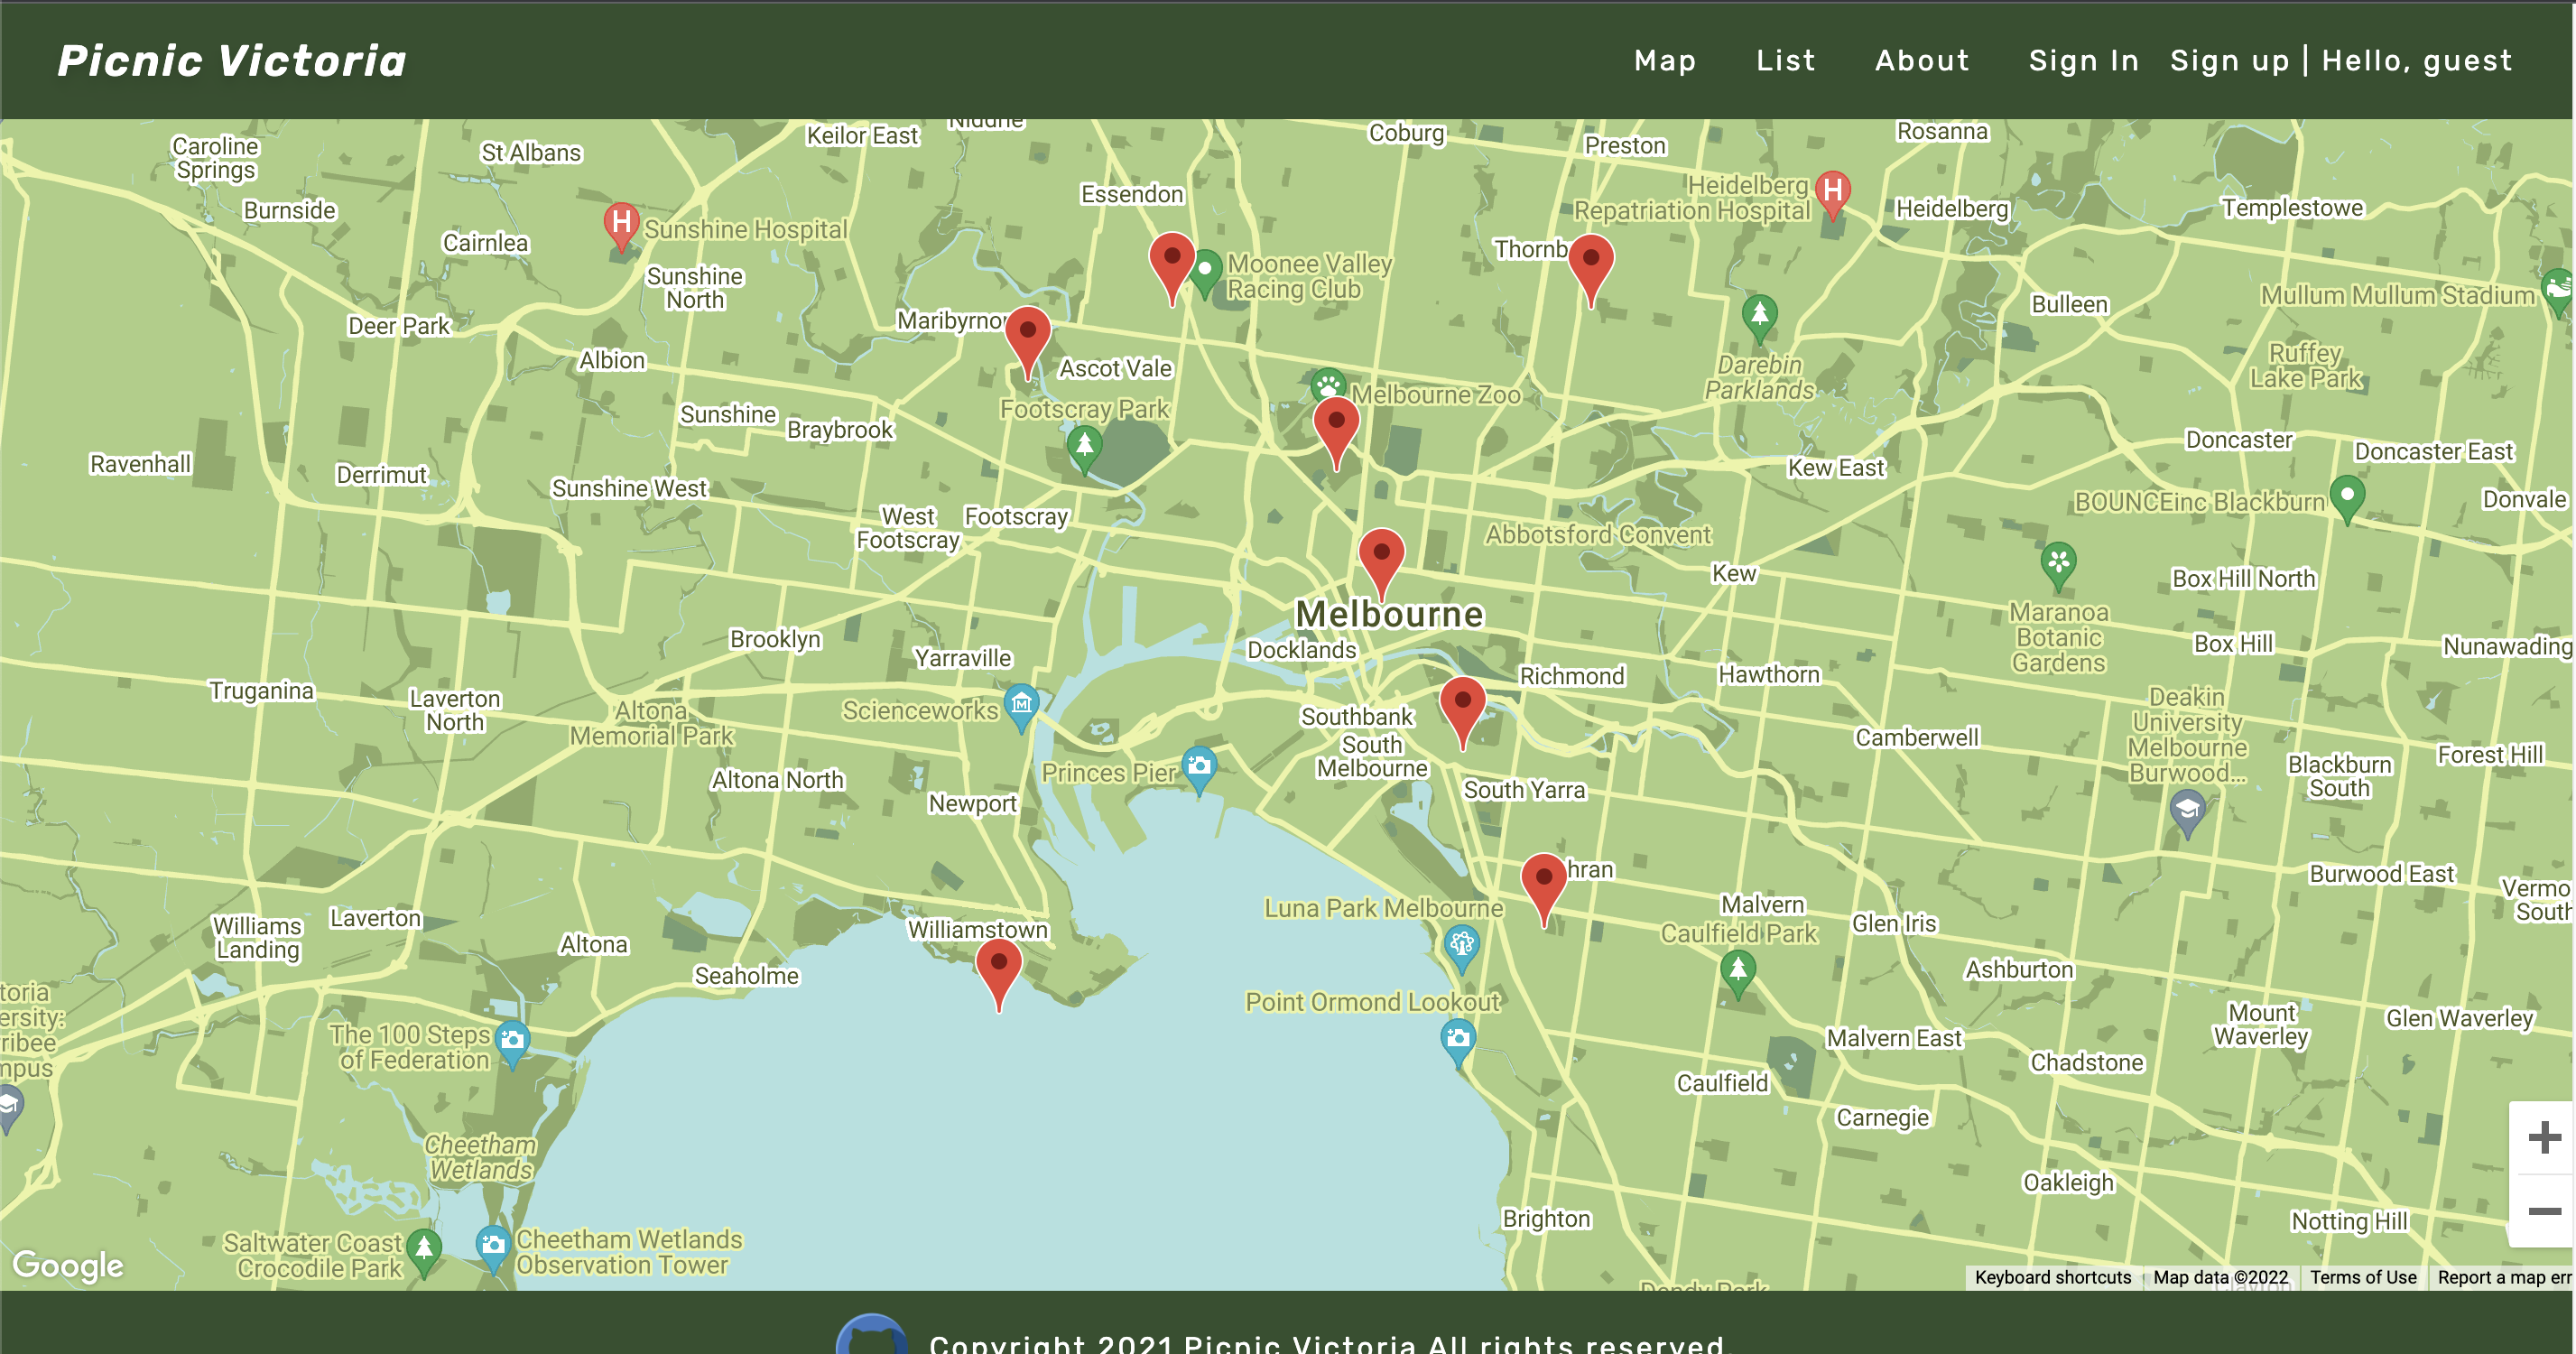 Picnic Victoria
Map
List
About
Sign In
Sign up | Hello, guest
Niddrie
Keilor East
Coburg
Rosanna
Caroline
Springs
St Albans
Preston
Essendon
Heidelberg
Repatriation Hospital
H
Heidelberg
Templestowe
Burnside
H
Sunshine Hospital
Cairnlea
Thornb
Moonee Valley
Racing Club
Sunshine
North
Mullum Mullum Stadium
Bulleen
Deer Park
Maribyrno
Albion
Ascot Vale
Darebin
Parklands
Ruffey
Lake Park
Melbourne Zoo
Footscray Park
Sunshine
Braybrook
Doncaster
Doncaster East
Ravenhall
Derrimut
Kew East
Sunshine West
BOUNCEinc Blackburn
Donvale
West
Footscray
Footscray
Abbotsford Convent
Kew
Box Hill North
Melbourne
Maranoa
Botanic
Gardens
Brooklyn
Docklands
Box Hill
Nunawading
Yarraville
Richmond
Hawthorn
Truganina
Laverton
North
Altona
Memorial Park
Scienceworks
M
Southbank
Deakin
University
Melbourne
Burwood...
South
Melbourne
Camberwell
Forest Hill
Princes Pier
Altona North
Blackburn
South
South Yarra
Newport
hran
Burwood East
Vermo
South
Luna Park Melbourne
Malvern
Caulfield Park
Glen Iris
Williams
Landing
Laverton
Williamstown
Altona
Seaholme
Ashburton
toria
ersity:
ribee
mpus
Point Ormond Lookout
Mount
Waverley
Glen Waverley
The 100 Steps
of Federation
Malvern East
Chadstone
Caulfield
Carnegie
Cheetham
Wetlands
Oakleigh
Brighton
Notting Hill
Saltwater Coast
Crocodile Park
Cheetham Wetlands
Observation Tower
Google
Keyboard shortcuts
Map data ©2022
Terms of Use
Report a map err
Dendy Park
Clayton
Copyright 2021 Picnic Victoria All rights reserved.